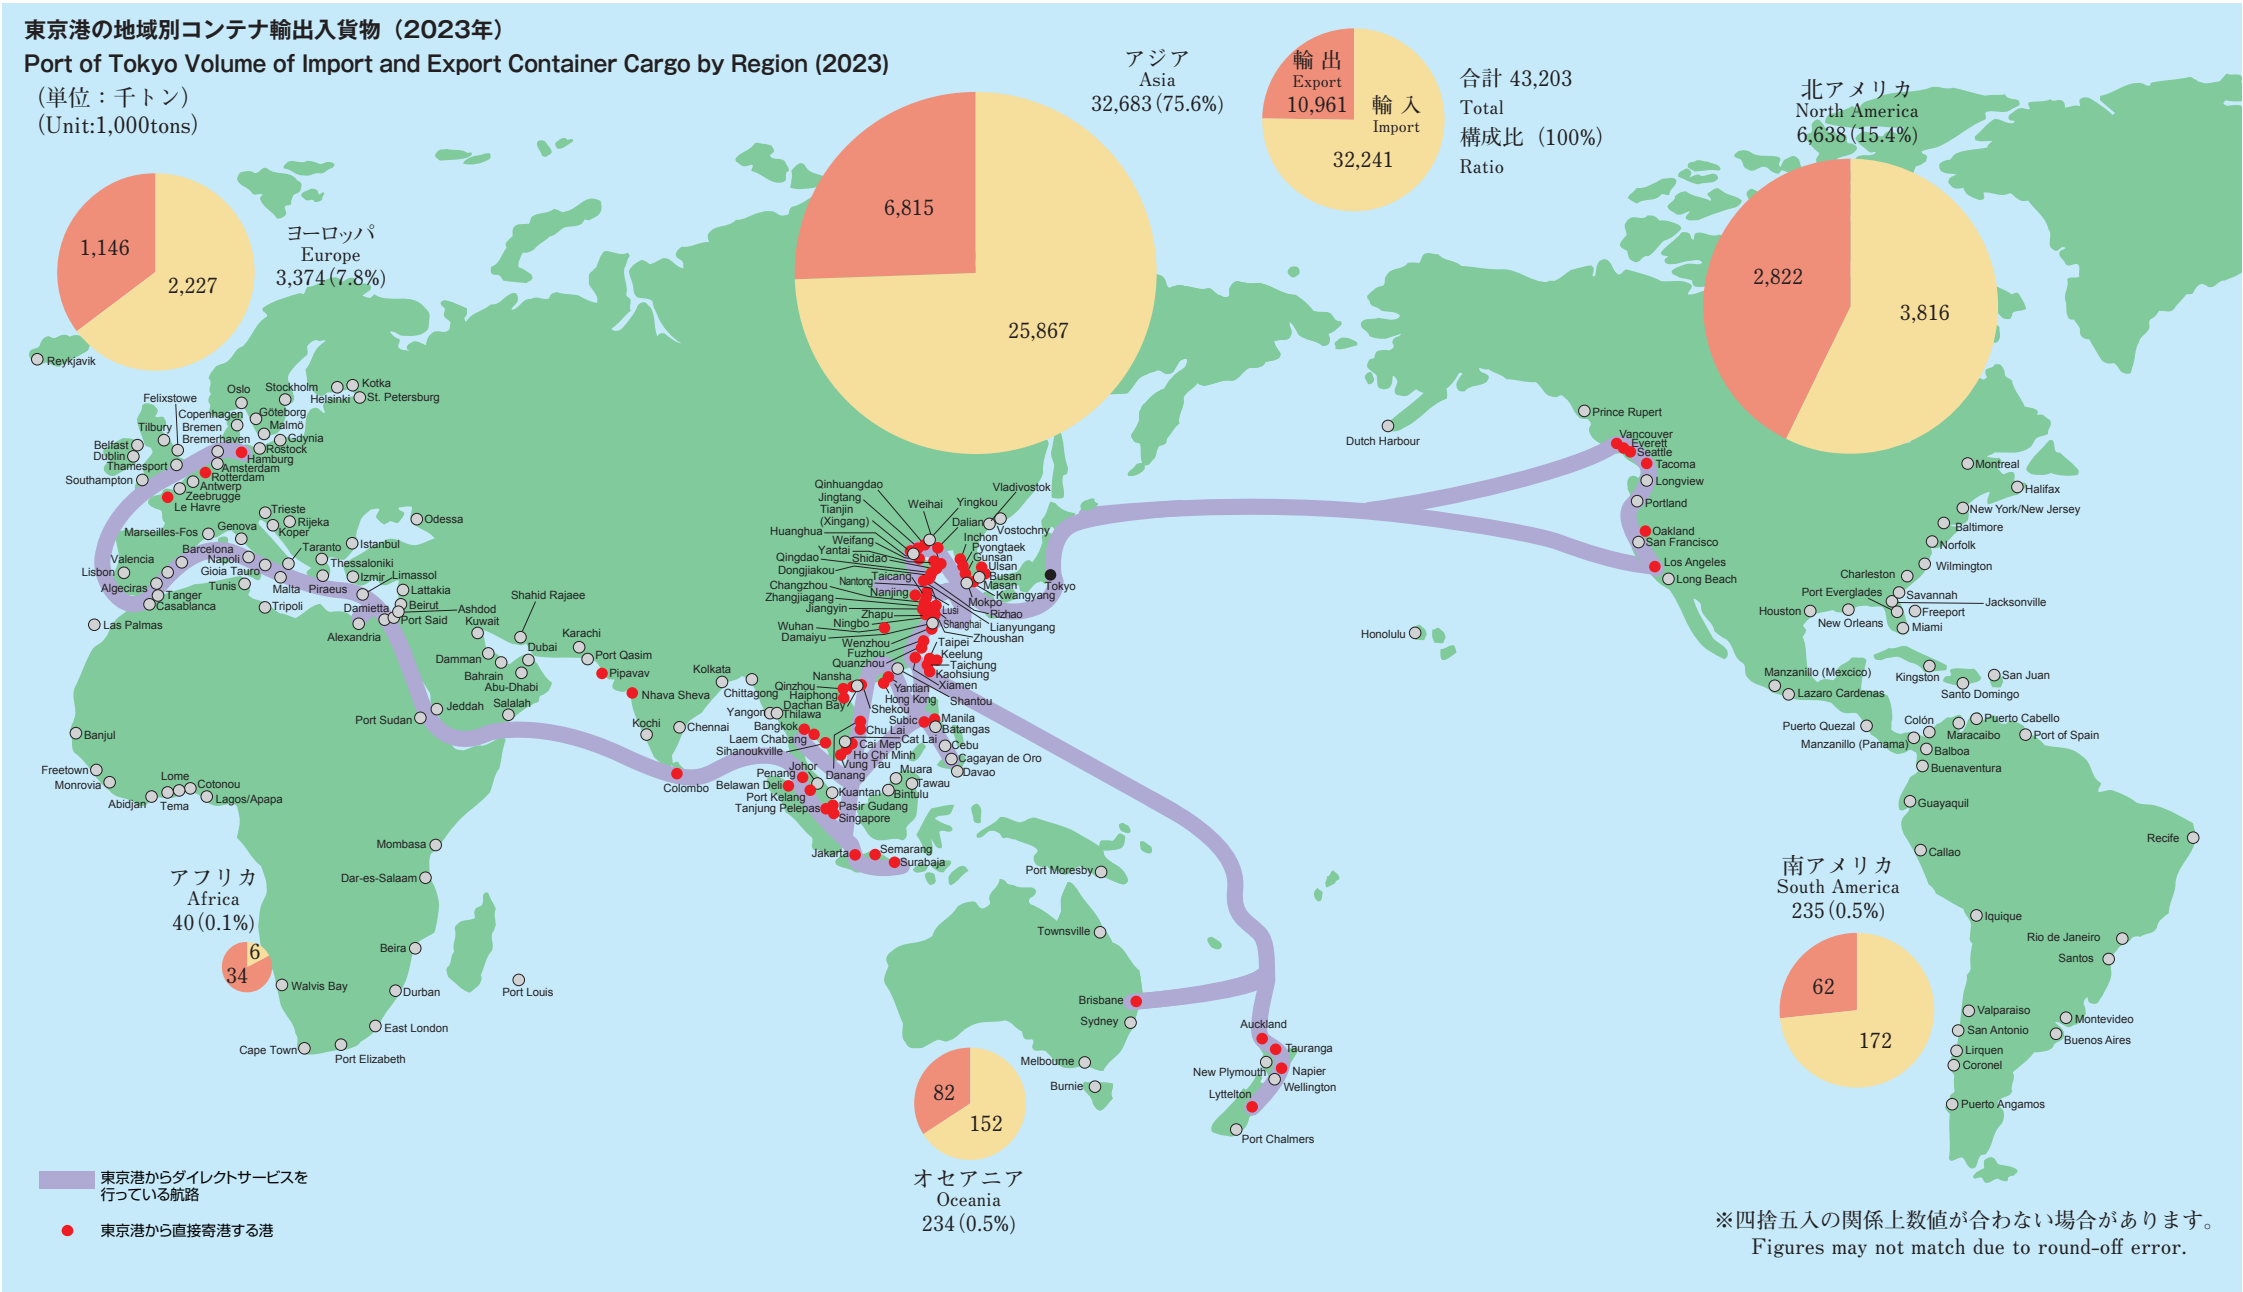 東京港の地域別コンテナ輸出入貨物（2023年）
Port of Tokyo Volume of Import and Export Container Cargo by Region (2023)
（単位：千トン）
(Unit:1,000tons)
アジア
Asia
32,683(75.6%)
6,815
25,867
輸 出
Export
10,961
輸 入
Import
32,241
合計 43,203
Total
構成比 (100%)
Ratio
北アメリカ
North America
6,638(15.4%)
2,822
3,816
ヨーロッパ
Europe
3,374(7.8%)
1,146
2,227
Reykjavik
Oslo
Stockholm
Kotka
Helsinki
St. Petersburg
Felixstowe
Copenhagen
Göteborg
Bremen
Malmö
Tilbury
Bremerhaven
Gdynia
Belfast
Rostock
Dublin
Hamburg
Thamesport
Amsterdam
Southampton
Rotterdam
Antwerp
Zeebrugge
Le Havre
Trieste
Rijeka
Koper
Odessa
Marseilles-Fos
Genova
Istanbul
Barcelona
Taranto
Valencia
Napoli
Thessaloniki
Lisbon
Gioia Tauro
Izmir
Limassol
Algeciras
Tunis
Malta
Piraeus
Lattakia
Tanger
Casablanca
Tripoli
Damietta
Beirut
Ashdod
Port Said
Alexandria
Las Palmas
Kuwait
Shahid Rajaee
Dubai
Damman
Bahrain
Abu-Dhabi
Karachi
Port Qasim
Pipavav
Nhava Sheva
Kolkata
Chittagong
Salalah
Jeddah
Port Sudan
Kochi
Chennai
Colombo
Banjul
Freetown
Monrovia
Lome
Cotonou
Abidjan
Tema
Lagos/Apapa
Mombasa
Dar-es-Salaam
Beira
Walvis Bay
Durban
East London
Cape Town
Port Elizabeth
Port Louis
アフリカ
Africa
40(0.1%)
6
34
Qinhuangdao
Jingtang
Tianjin
(Xingang)
Huanghua
Weihai
Yingkou
Vladivostok
Dalian
Vostochny
Weifang
Inchon
Yantai
Pyongtaek
Qingdao
Shidao
Gunsan
Dongjiakou
Ulsan
Taicang
Busan
Changzhou
Nantong
Masan
Zhangjiagang
Nanjing
Kwangyang
Tokyo
Jiangyin
Lusi
Mokpo
Zhapu
Rizhao
Wuhan
Ningbo
Shanghai
Lianyungang
Damaiyu
Zhoushan
Wenzhou
Taipei
Fuzhou
Keelung
Quanzhou
Taichung
Nansha
Kaohsiung
Qinzhou
Yantian
Xiamen
Haiphong
Hong Kong
Shantou
Dachan Bay
Shekou
Yangon
Thilawa
Subic
Manila
Bangkok
Chu Lai
Batangas
Laem Chabang
Cat Lai
Cai Mep
Cebu
Sihanoukville
Ho Chi Minh
Cagayan de Oro
Johor
Vung Tau
Davao
Penang
Danang
Muara
Belawan Deli
Tawau
Port Kelang
Kuantan
Bintulu
Tanjung Pelepas
Pasir Gudang
Singapore
Jakarta
Semarang
Surabaja
Port Moresby
Townsville
Brisbane
Sydney
Melbourne
Burnie
Auckland
Tauranga
New Plymouth
Napier
Wellington
Lyttelton
Port Chalmers
82
152
オセアニア
Oceania
234(0.5%)
Dutch Harbour
Prince Rupert
Vancouver
Everett
Seattle
Tacoma
Longview
Portland
Oakland
San Francisco
Los Angeles
Long Beach
Honolulu
Montreal
Halifax
New York/New Jersey
Baltimore
Norfolk
Wilmington
Charleston
Savannah
Port Everglades
Jacksonville
Houston
Freeport
New Orleans
Miami
Manzanillo (Mexcico)
Lazaro Cardenas
Kingston
San Juan
Santo Domingo
Puerto Quezal
Colón
Puerto Cabello
Maracaibo
Port of Spain
Manzanillo (Panama)
Balboa
Buenaventura
Guayaquil
Recife
Callao
南アメリカ
South America
235(0.5%)
62
172
Iquique
Rio de Janeiro
Santos
Valparaiso
San Antonio
Montevideo
Buenos Aires
Lirquen
Coronel
Puerto Angamos
東京港からダイレクトサービスを
行っている航路
東京港から直接寄港する港
※四捨五入の関係上数値が合わない場合があります。
Figures may not match due to round-off error.